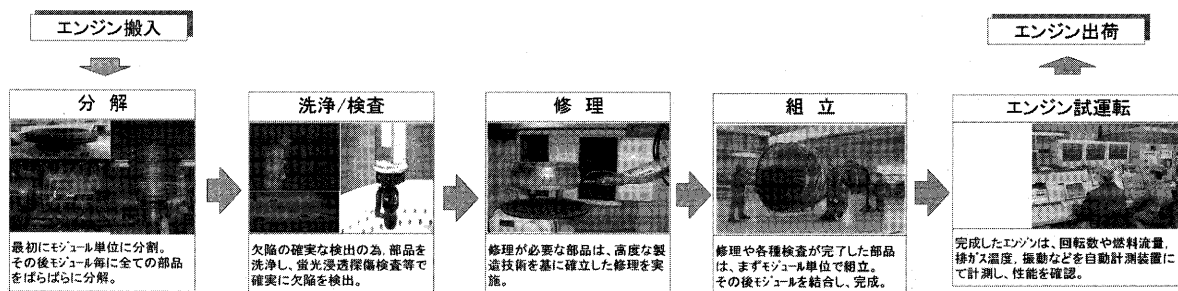 エンジン搬入
エンジン出荷
分 解
最初にﾓｼﾞｭｰﾙ単位に分割。
その後ﾓｼﾞｭｰﾙ毎に全ての部品
をばらばらに分解。
洗浄/検査
欠陥の確実な検出の為、部品を
洗浄し、蛍光浸透探傷検査等で
確実に欠陥を検出。
修 理
修理が必要な部品は、高度な製
造技術を基に確立した修理を実
施。
組 立
修理や各種検査が完了した部品
は、まずﾓｼﾞｭｰﾙ単位で組立。
その後ﾓｼﾞｭｰﾙを結合し、完成。
エンジン試運転
完成したｴﾝｼﾞﾝは、回転数や燃料流量,
排ｶﾞｽ温度, 振動などを自動計測装置に
て計測し、性能を確認。